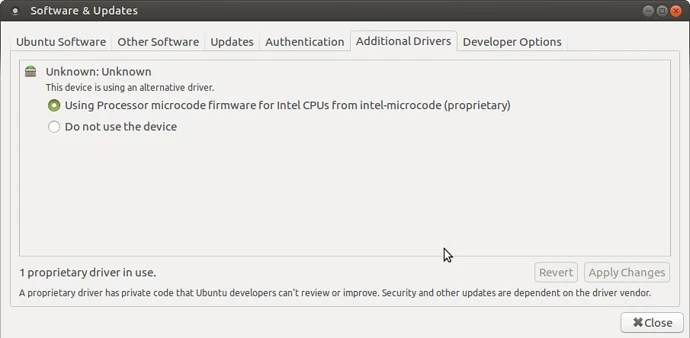 Software & Updates
Ubuntu Software Other Software Updates Authentication Additional Drivers Developer Options
Unknown: Unknown
This device is using an alternative driver.
Using Processor microcode firmware for Intel CPUs from intel-microcode (proprietary)
Do not use the device
1 proprietary driver in use.
Revert Apply Changes
A proprietary driver has private code that Ubuntu developers can't review or improve. Security and other updates are dependent on the driver vendor.
Close